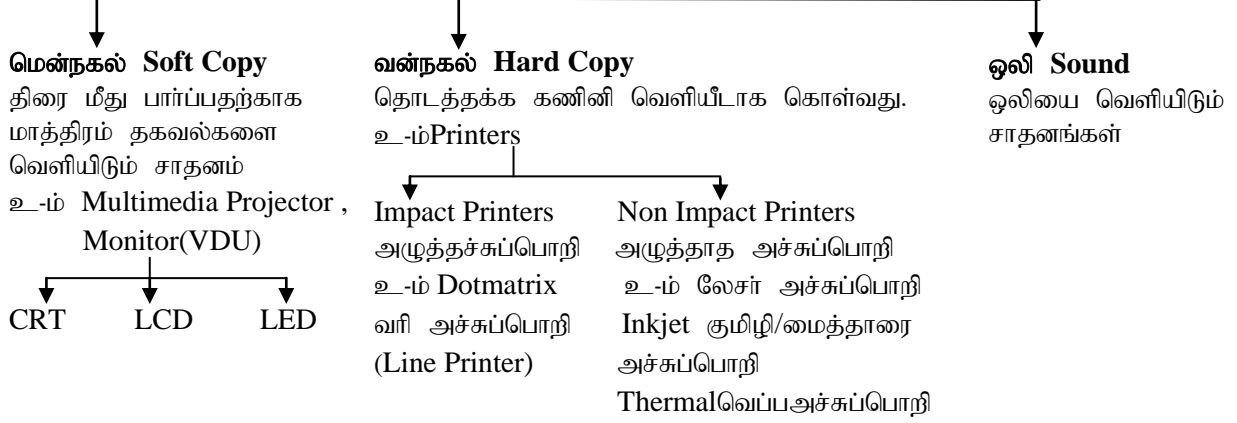 மென்நகல் Soft Copy
திரை மீது பார்ப்பதற்காக
மாத்திரம் தகவல்களை
வெளியிடும் சாதனம்
உ-ம் Multimedia Projector ,
Monitor(VDU)
CRT LCD LED
வன்நகல் Hard Copy
தொடத்தக்க கணினி வெளியீடாக கொள்வது.
உ-ம்Printers
Impact Printers
அழுத்தச்சுப்பொறி
உ-ம் Dotmatrix
வரி அச்சுப்பொறி
(Line Printer)
Non Impact Printers
அழுத்தாத அச்சுப்பொறி
உ-ம் லேசர் அச்சுப்பொறி
Inkjet குமிழி/மைத்தாரை
அச்சுப்பொறி
Thermalவெப்பஅச்சுப்பொறி
ஒலி Sound
ஒலியை வெளியிடும்
சாதனங்கள்